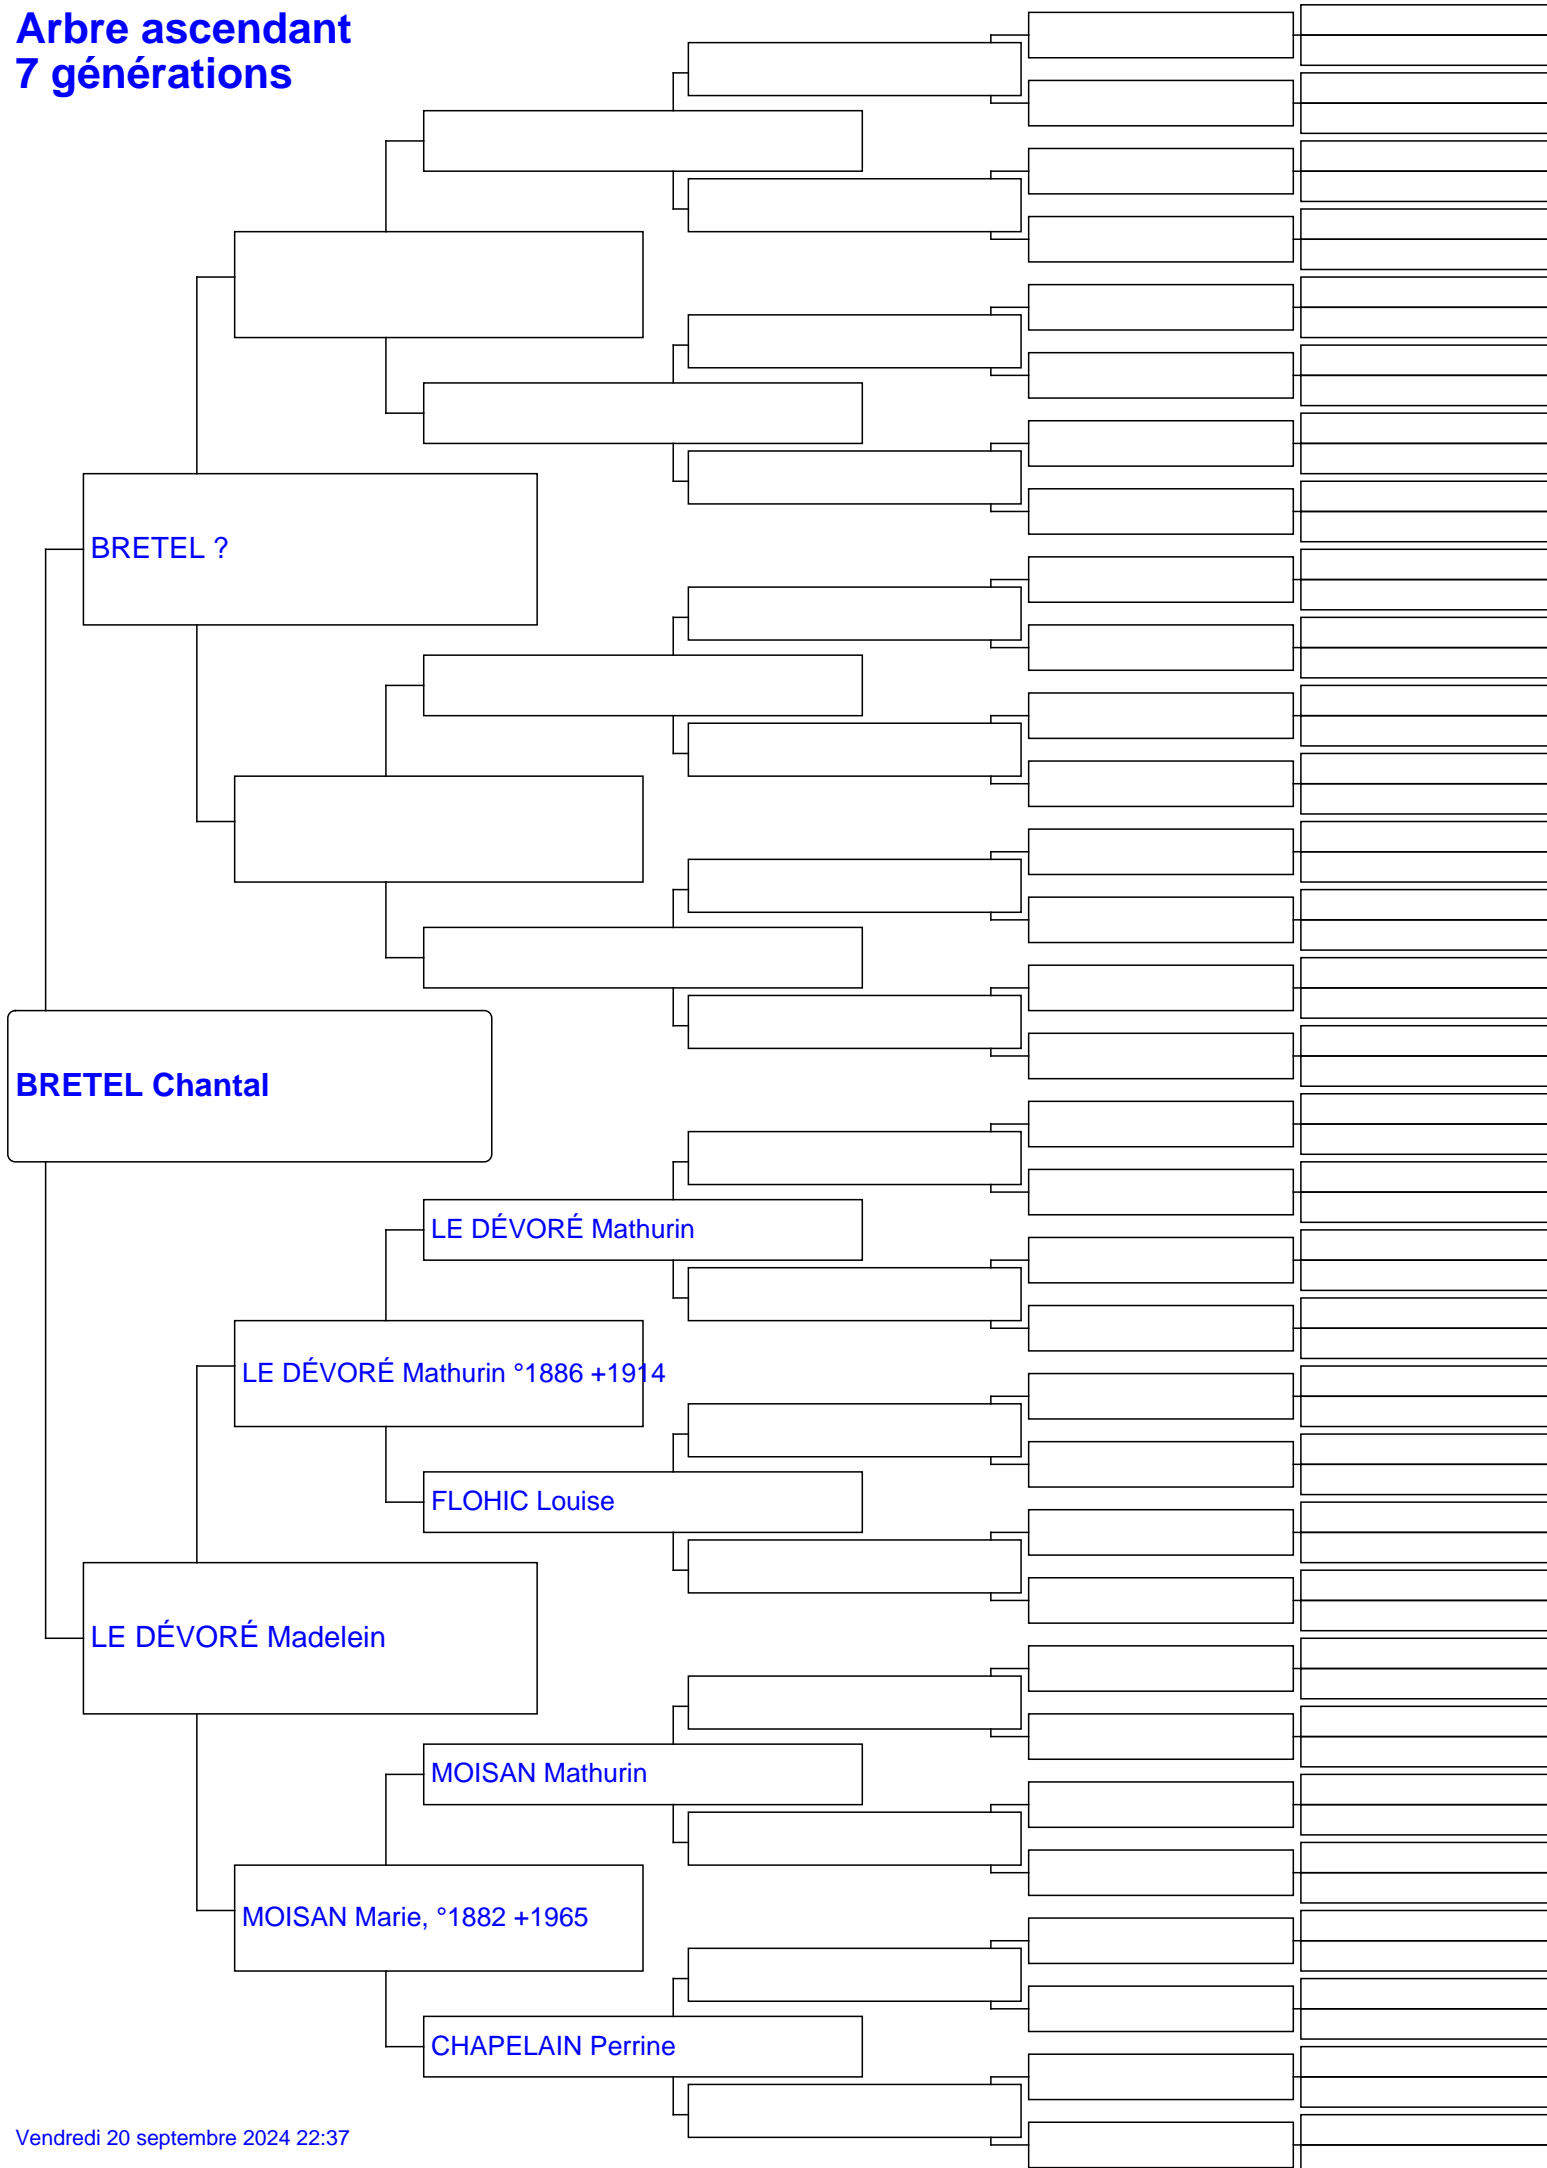 Arbre ascendant
7 générations
BRETEL ?
BRETEL Chantal
LE DÉVORÉ Mathurin
LE DÉVORÉ Mathurin °1886 +1914
FLOHIC Louise
LE DÉVORÉ Madelein
MOISAN Mathurin
MOISAN Marie, °1882 +1965
CHAPELAIN Perrine
Vendredi 20 septembre 2024 22:37